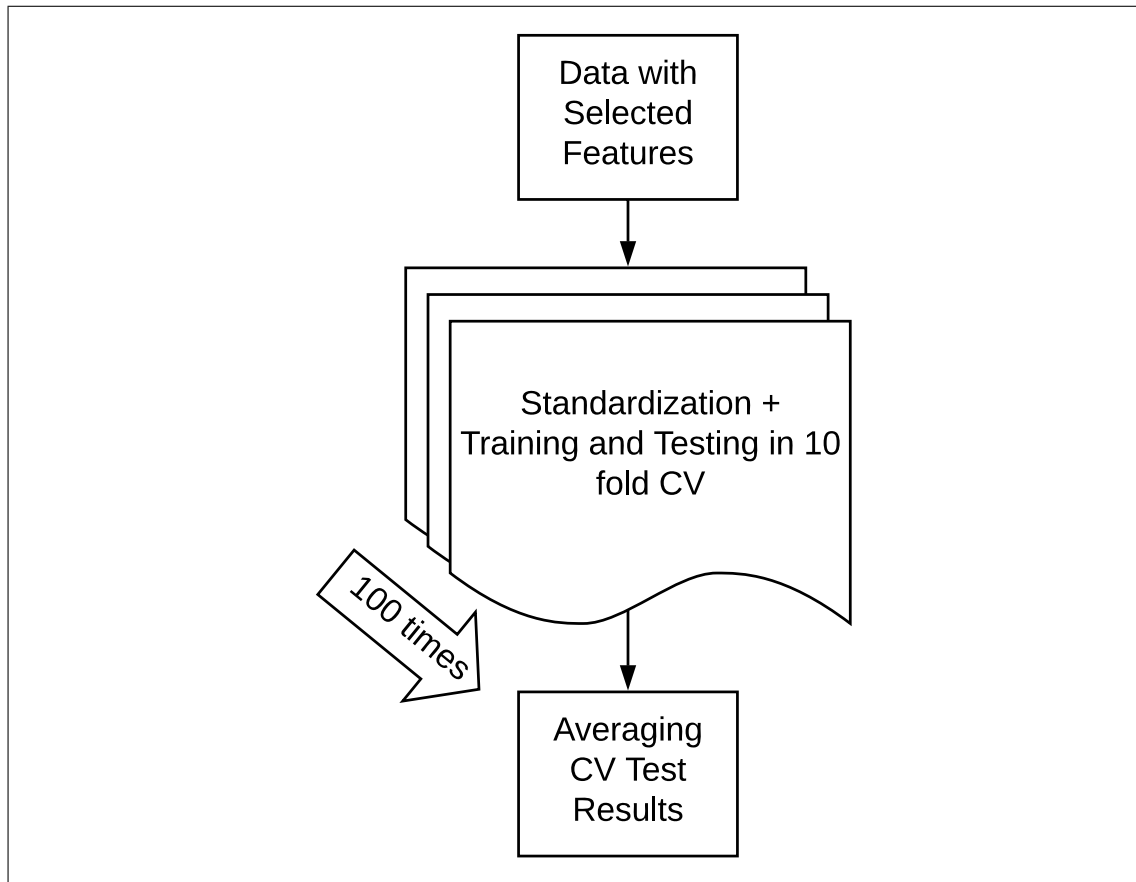 Data with
Selected
Features
Standardization +
Training and Testing in 10
fold CV
100 times
Averaging
CV Test
Results